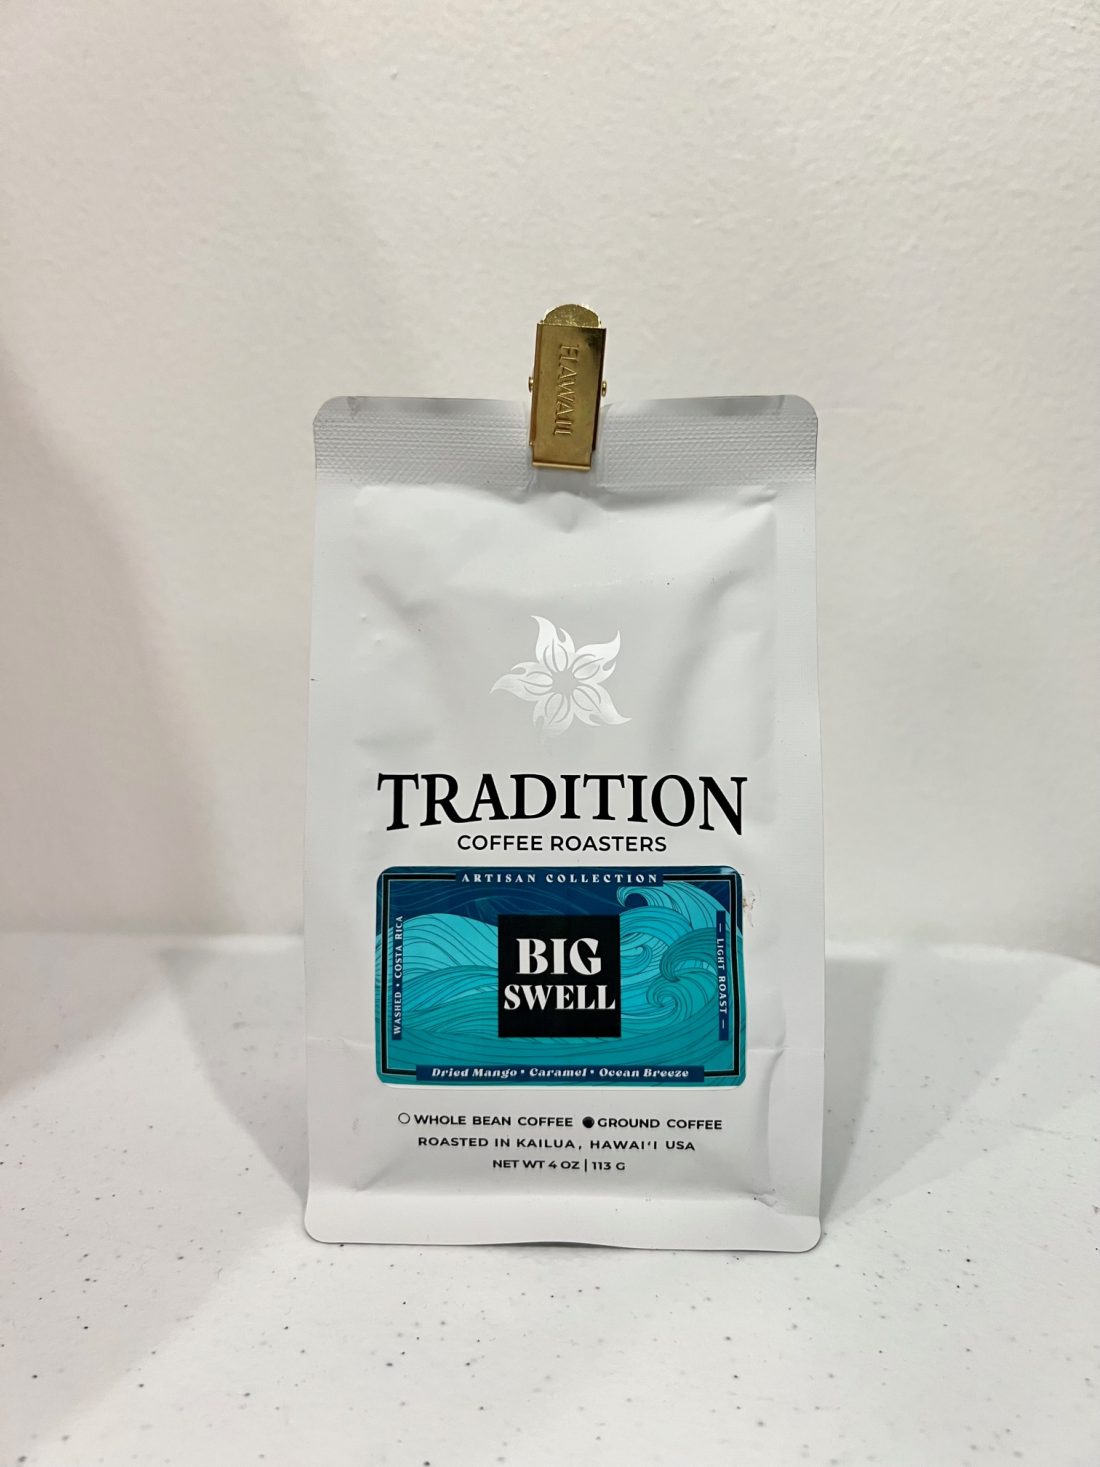 HAWAII
TRADITION
COFFEE ROASTERS
ARTISAN COLLECTION
WASHED • COSTA RICA
BIG
SWELL
— LIGHT ROAST —
Dried Mango • Caramel • Ocean Breeze
○ WHOLE BEAN COFFEE ● GROUND COFFEE
ROASTED IN KAILUA, HAWAI‘I USA
NET WT 4 OZ | 113 G